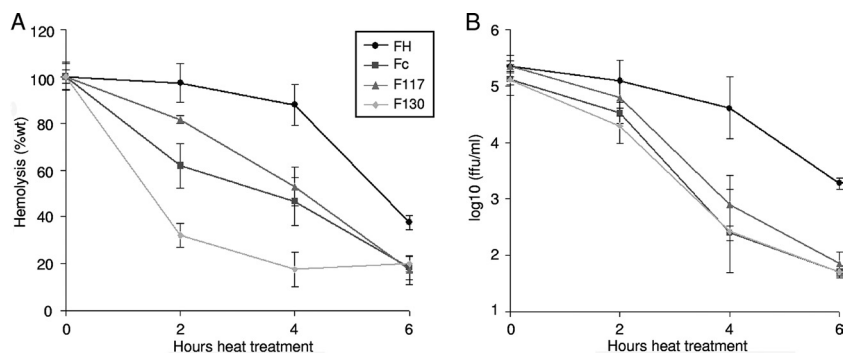 A
120
100
80
60
40
20
0
Hemolysis (%wt)
0 2 4 6
Hours heat treatment
FH
Fc
F117
F130
B
6
5
4
3
2
1
log10 (ffu/ml)
0 2 4 6
Hours heat treatment